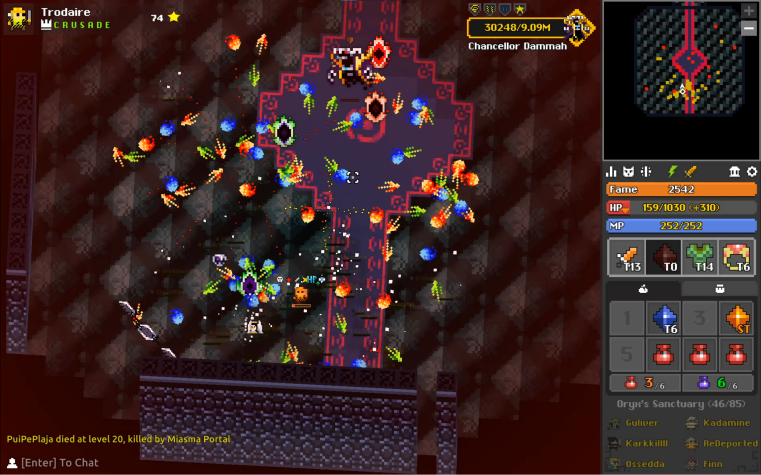 Trodaire
CRUSADE
74
30248/9.09M
Chancellor Dammah
Fame 2542
HP 159/1030 (+310)
MP 252/252
T13 T0 T14 T6
1 T6 3 ST
5
3/6 6/6
Oryx's Sanctuary (46/85)
Guliver Kadamine
Karkkillll ReDeported
Ossedda Finn
HP
PuiPePlaja died at level 20, killed by Miasma Portal
[Enter] To Chat